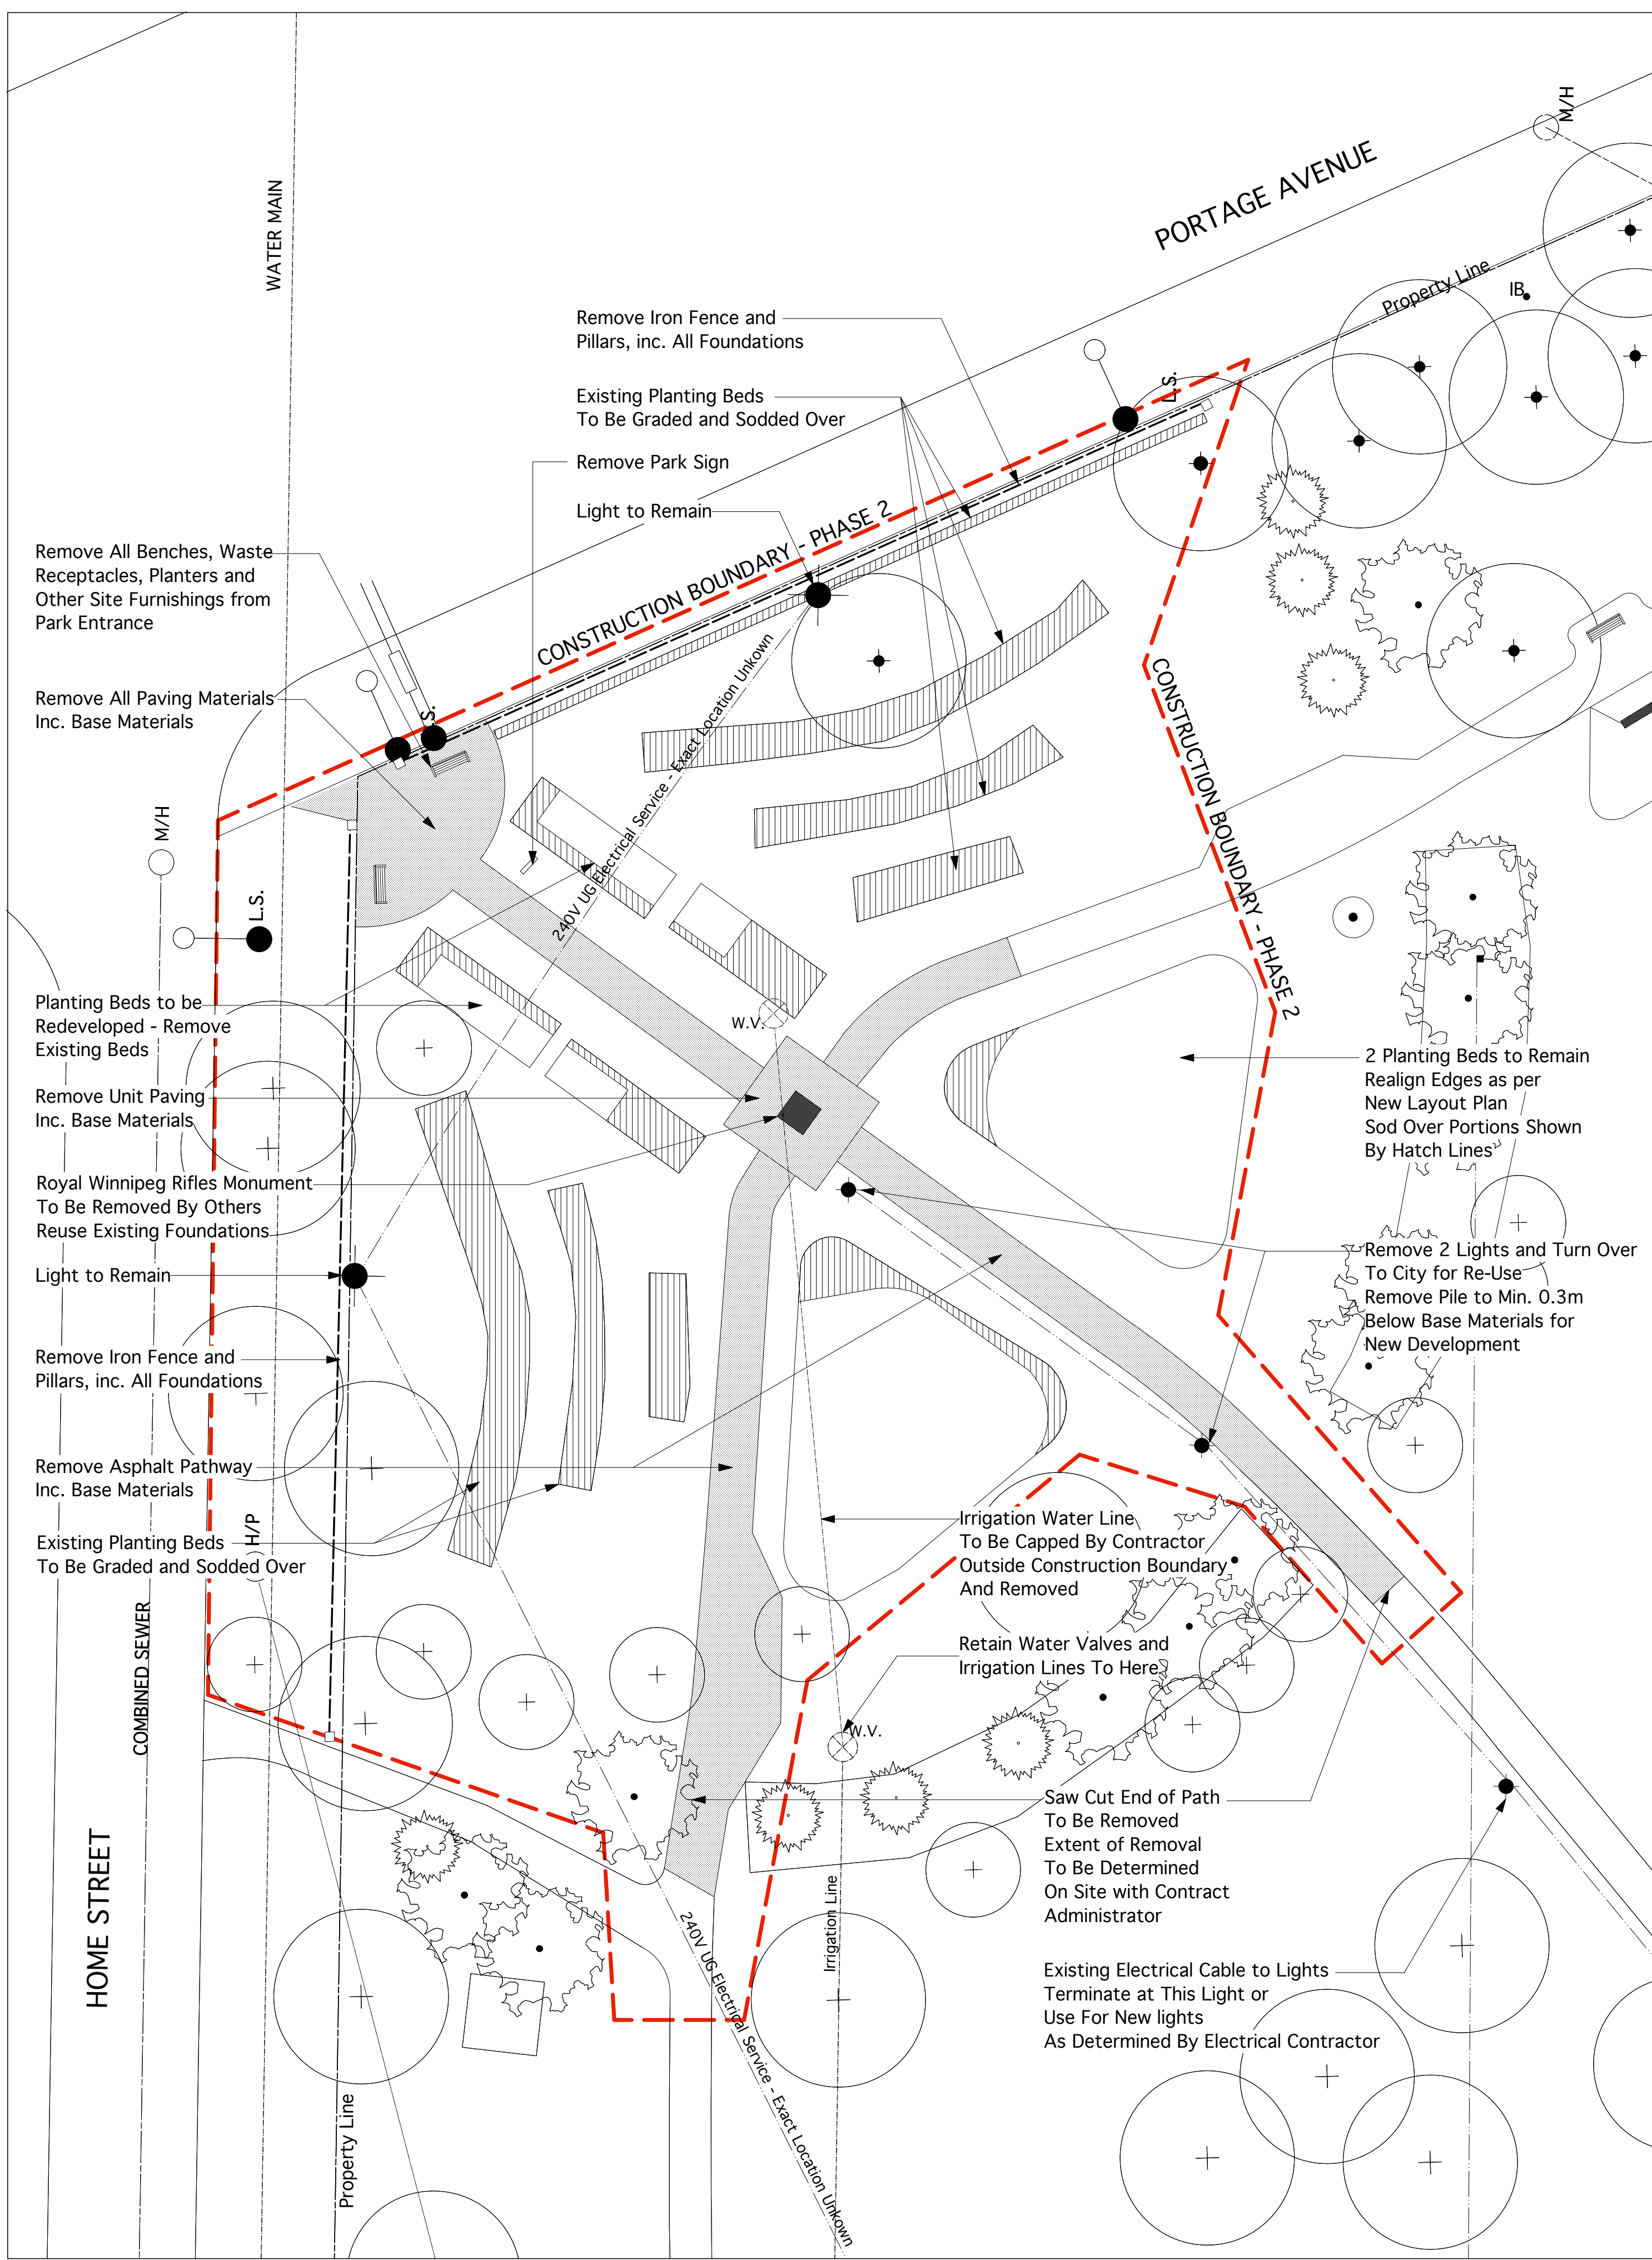 M/H
PORTAGE AVENUE
WATER MAIN
Property Line
IB
Remove Iron Fence and
Pillars, inc. All Foundations
L.S.
Existing Planting Beds
To Be Graded and Sodded Over
Remove Park Sign
Light to Remain
CONSTRUCTION BOUNDARY - PHASE 2
Remove All Benches, Waste
Receptacles, Planters and
Other Site Furnishings from
Park Entrance
240V UG Electrical Service - Exact Location Unkown
CONSTRUCTION BOUNDARY - PHASE 2
Remove All Paving Materials
Inc. Base Materials
S.
M/H
L.S.
Planting Beds to be
Redeveloped - Remove
Existing Beds
W.V.
2 Planting Beds to Remain
Realign Edges as per
New Layout Plan
Sod Over Portions Shown
By Hatch Lines
Remove Unit Paving
Inc. Base Materials
Royal Winnipeg Rifles Monument
To Be Removed By Others
Reuse Existing Foundations
Remove 2 Lights and Turn Over
To City for Re-Use
Remove Pile to Min. 0.3m
Below Base Materials for
New Development
Light to Remain
Remove Iron Fence and
Pillars, inc. All Foundations
Remove Asphalt Pathway
Inc. Base Materials
H/P
Existing Planting Beds
To Be Graded and Sodded Over
Irrigation Water Line
To Be Capped By Contractor
Outside Construction Boundary
And Removed
COMBINED SEWER
Retain Water Valves and
Irrigation Lines To Here
W.V.
Saw Cut End of Path
To Be Removed
Extent of Removal
To Be Determined
On Site with Contract
Administrator
HOME STREET
Irrigation Line
240V UG Electrical Service - Exact Location Unkown
Existing Electrical Cable to Lights
Terminate at This Light or
Use For New lights
As Determined By Electrical Contractor
Property Line